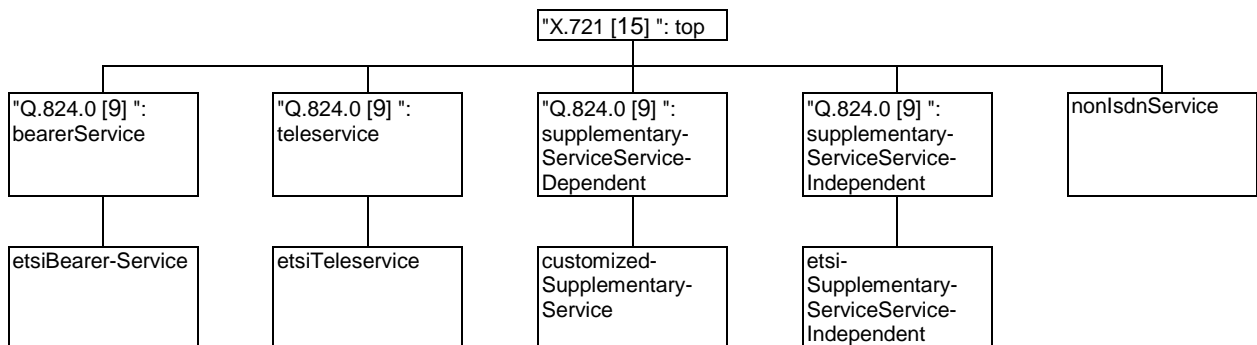 "X.721 [15] ": top
"Q.824.0 [9] ":
bearerService
"Q.824.0 [9] ":
teleservice
"Q.824.0 [9] ":
supplementary-
ServiceService-
Dependent
"Q.824.0 [9] ":
supplementary-
ServiceService-
Independent
nonIsdnService
etsiBearer-Service
etsiTeleservice
customized-
Supplementary-
Service
etsi-
Supplementary-
ServiceService-
Independent